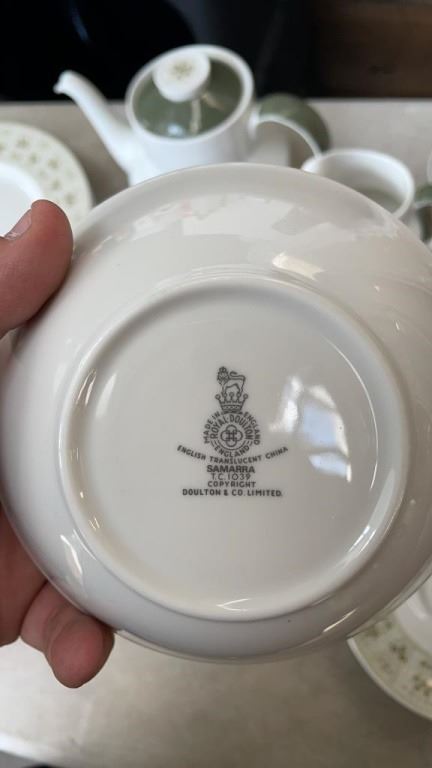 MADE IN ENGLAND
ROYAL·DOULTON
ENGLAND
ENGLISH TRANSLUCENT CHINA
SAMARRA
T.C. 1039
COPYRIGHT
DOULTON & CO. LIMITED.